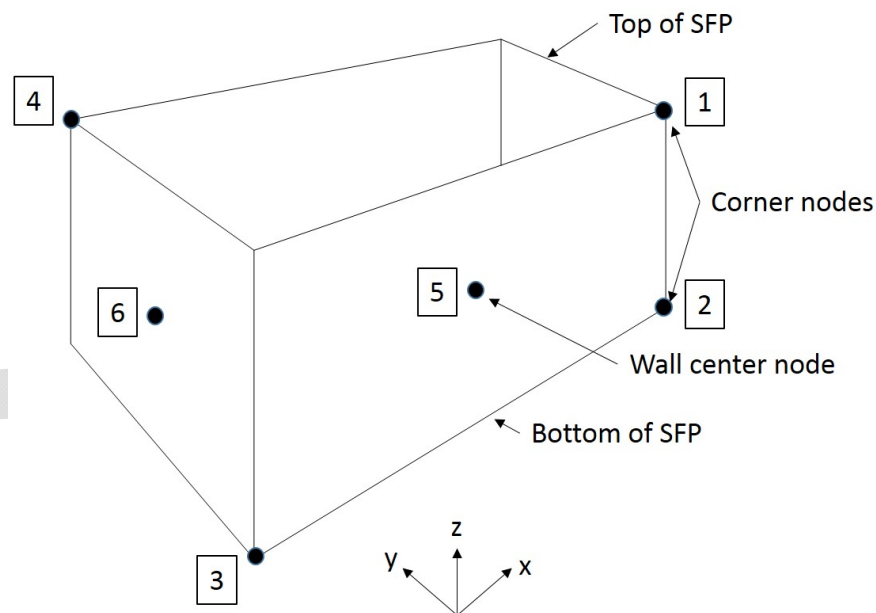 Top of SFP
4
1
Corner nodes
5
2
6
Wall center node
Bottom of SFP
z
y
x
3